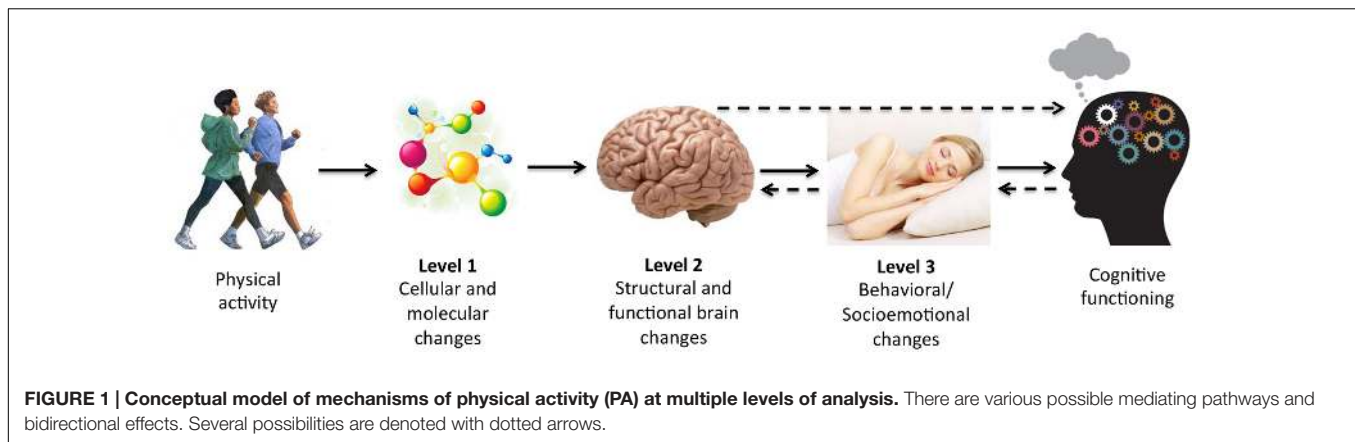 Physical
activity
Level 1
Cellular and
molecular
changes
Level 2
Structural and
functional brain
changes
Level 3
Behavioral/
Socioemotional
changes
Cognitive
functioning
FIGURE 1 | Conceptual model of mechanisms of physical activity (PA) at multiple levels of analysis. There are various possible mediating pathways and
bidirectional effects. Several possibilities are denoted with dotted arrows.